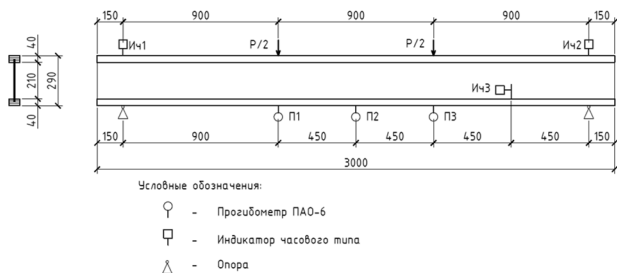 150 900 900 900 150
Ич1 Р/2 Р/2 Ич2
40
210
290
40
Ич3
П1 П2 П3
150 900 450 450 450 450 150
3000
Условные обозначения:
- Прогибометр ПАО-6
- Индикатор часового типа
- Опора